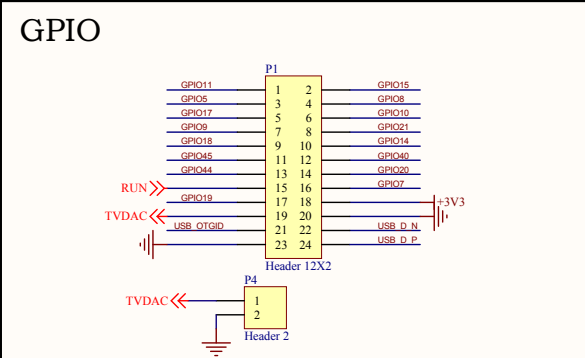 GPIO
P1
GPIO11 1 2 GPIO15
GPIO5 3 4 GPIO8
GPIO17 5 6 GPIO10
GPIO9 7 8 GPIO21
GPIO18 9 10 GPIO14
GPIO45 11 12 GPIO40
GPIO44 13 14 GPIO20
RUN 15 16 GPIO7
GPIO19 17 18 +3V3
TVDAC 19 20
USB_OTGID 21 22 USB_D_N
23 24 USB_D_P
Header 12X2
P4
TVDAC 1
2
Header 2